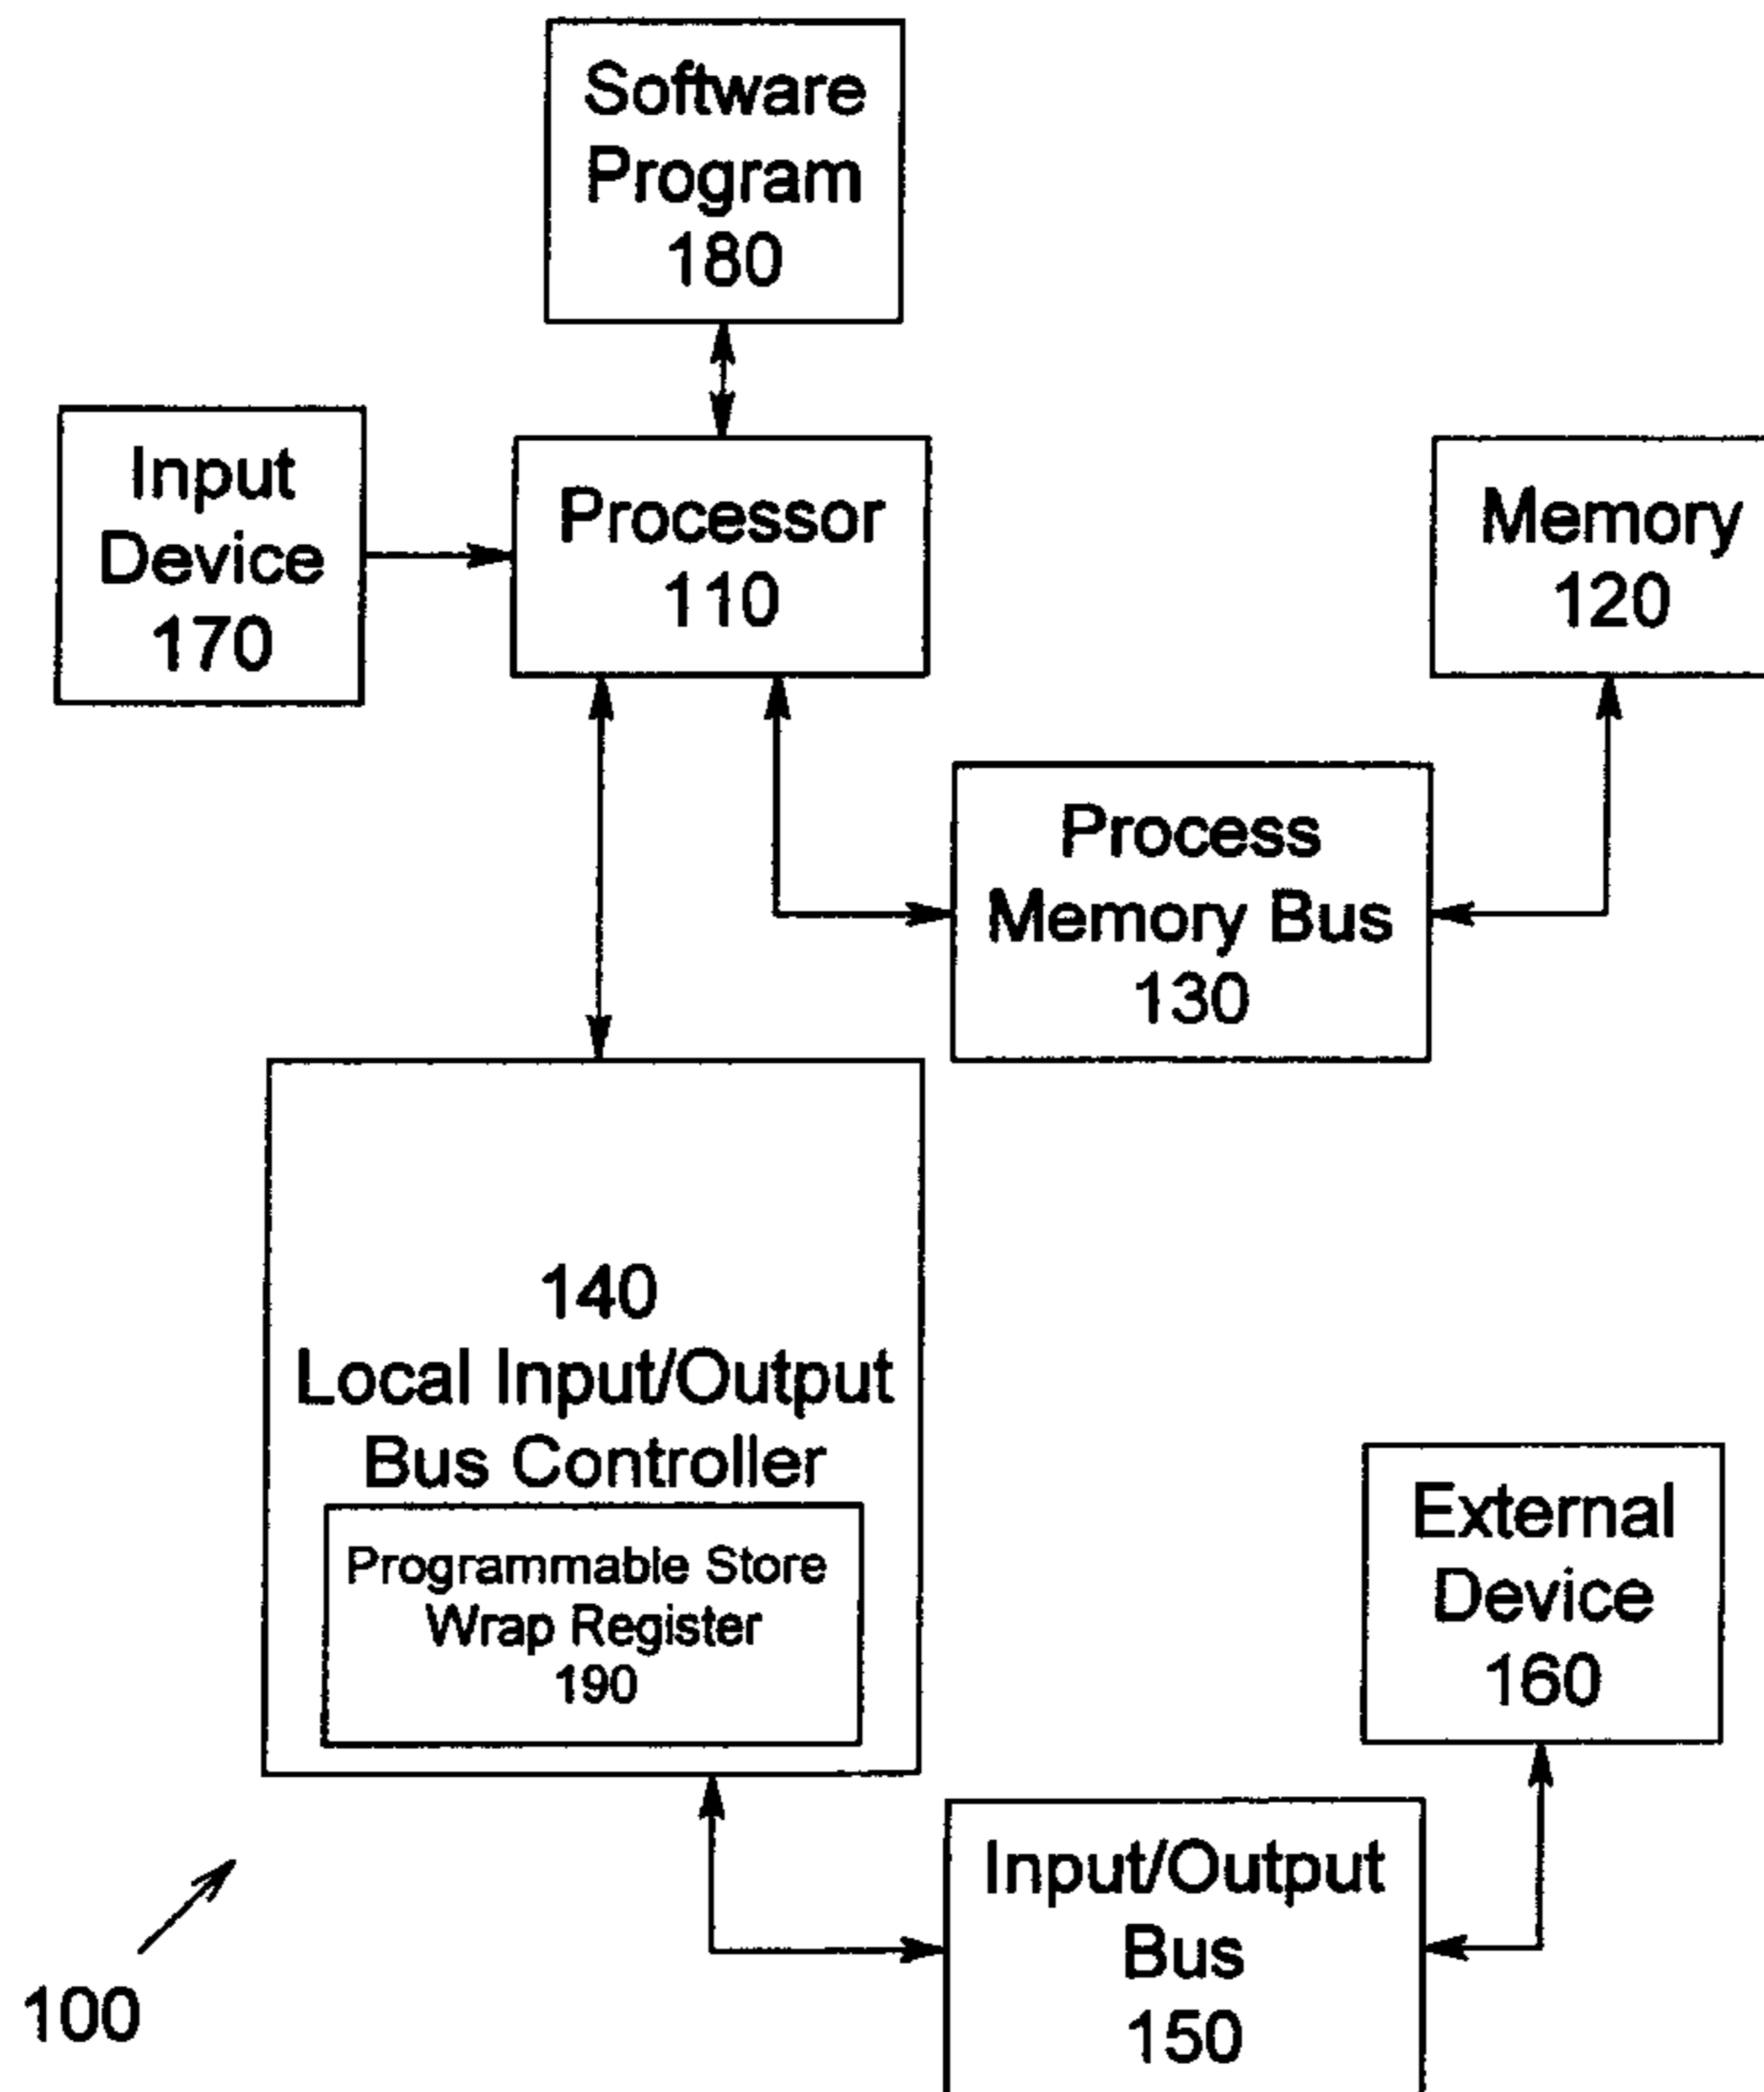 Software
Program
180
Input
Device
170
Processor
110
Memory
120
Process
Memory Bus
130
140
Local Input/Output
Bus Controller
Programmable Store
Wrap Register
190
External
Device
160
Input/Output
Bus
150
100